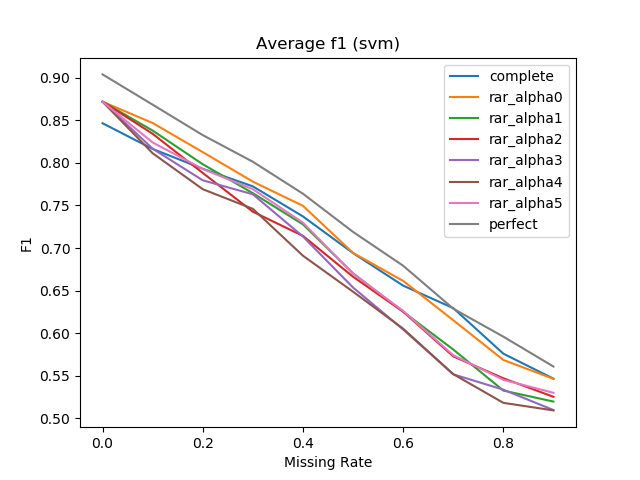 Average f1 (svm)
F1
0.90
0.85
0.80
0.75
0.70
0.65
0.60
0.55
0.50
complete
rar_alpha0
rar_alpha1
rar_alpha2
rar_alpha3
rar_alpha4
rar_alpha5
perfect
0.0 0.2 0.4 0.6 0.8
Missing Rate